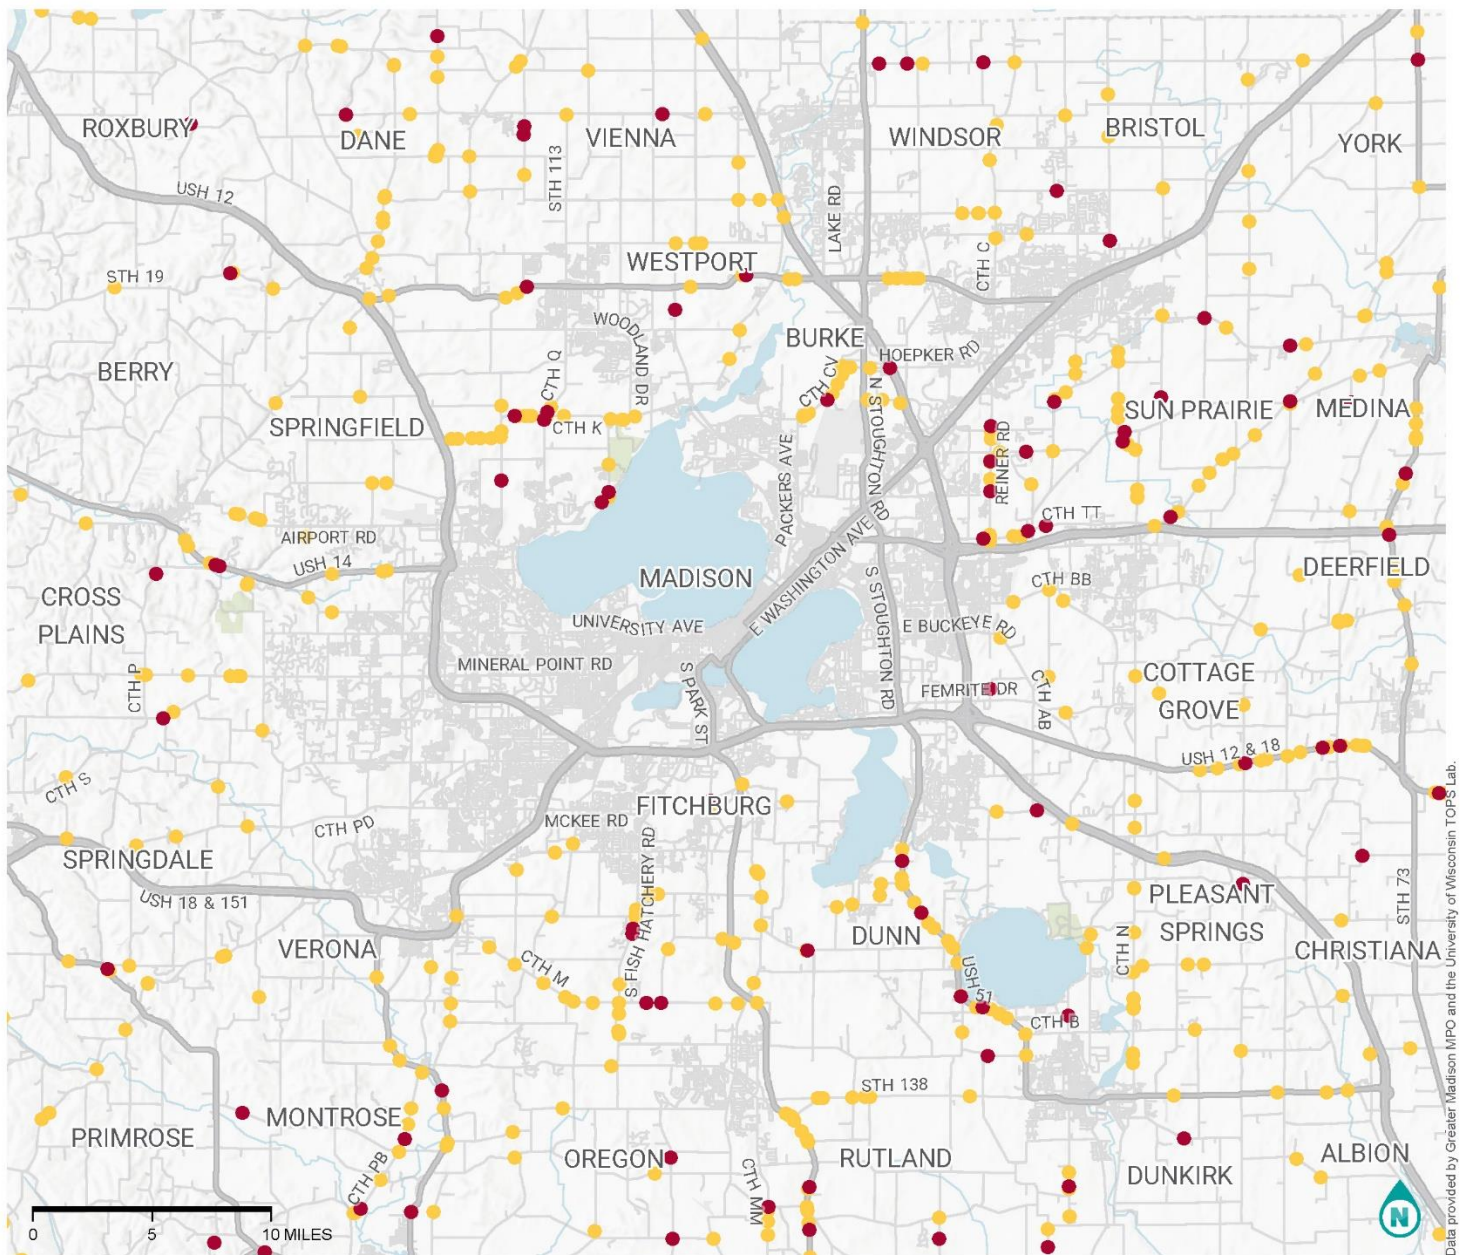 ROXBURY
DANE
VIENNA
WINDSOR
BRISTOL
YORK
USH 12
STH 113
LAKE RD
CTH C
WESTPORT
STH 19
WOODLAND DR
BURKE
HOEPKER RD
BERRY
CTH Q
CTH CV
N STOUGHTON RD
SPRINGFIELD
CTH K
SUN PRAIRIE
MEDINA
PACKERS AVE
REINER RD
AIRPORT RD
CTH TT
USH 14
MADISON
E WASHINGTON AVE
DEERFIELD
CROSS
PLAINS
S STOUGHTON RD
CTH BB
UNIVERSITY AVE
E BUCKEYE RD
MINERAL POINT RD
CTH P
S PARK ST
FEMRITE DR
CTH AB
COTTAGE
GROVE
USH 12 & 18
CTH S
CTH PD
FITCHBURG
MCKEE RD
SPRINGDALE
USH 18 & 151
S FISH HATCHERY RD
PLEASANT
SPRINGS
STH 73
VERONA
DUNN
CTH N
CHRISTIANA
CTH M
USH 51
CTH B
STH 138
MONTROSE
PRIMROSE
CTH PB
OREGON
CTH MM
RUTLAND
DUNKIRK
ALBION
0 5 10 MILES
N
Data provided by Greater Madison MPO and the University of Wisconsin TOPS Lab.